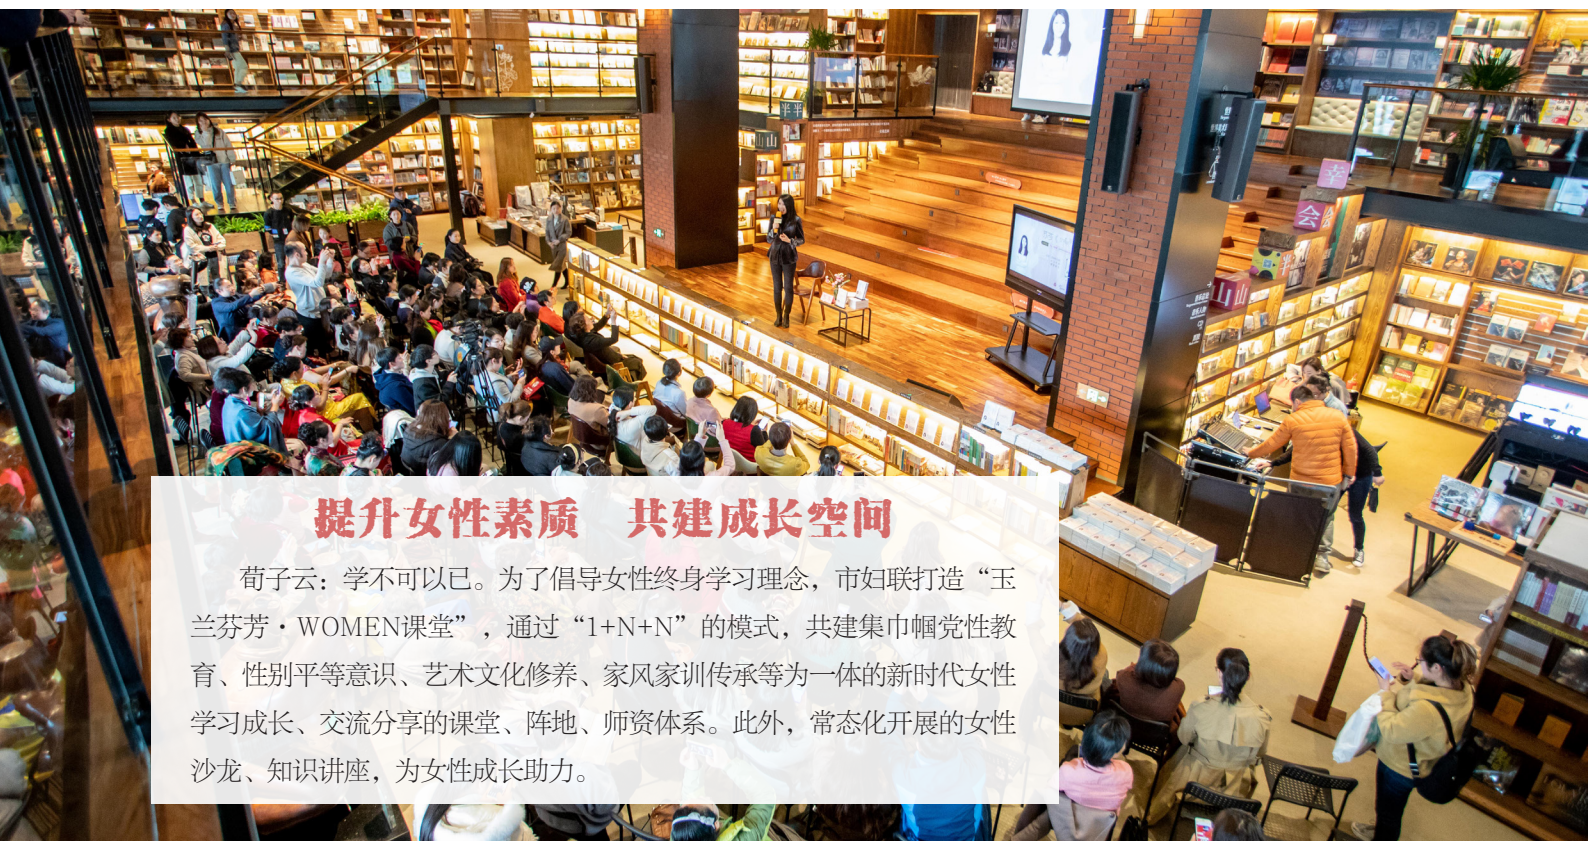 提升女性素质 共建成长空间
荀子云：学不可以已。为了倡导女性终身学习理念，市妇联打造“玉
兰芬芳·WOMEN课堂”，通过“1+N+N”的模式，共建集巾帼党性教
育、性别平等意识、艺术文化修养、家风家训传承等为一体的新时代女性
学习成长、交流分享的课堂、阵地、师资体系。此外，常态化开展的女性
沙龙、知识讲座，为女性成长助力。
幸
会
山山